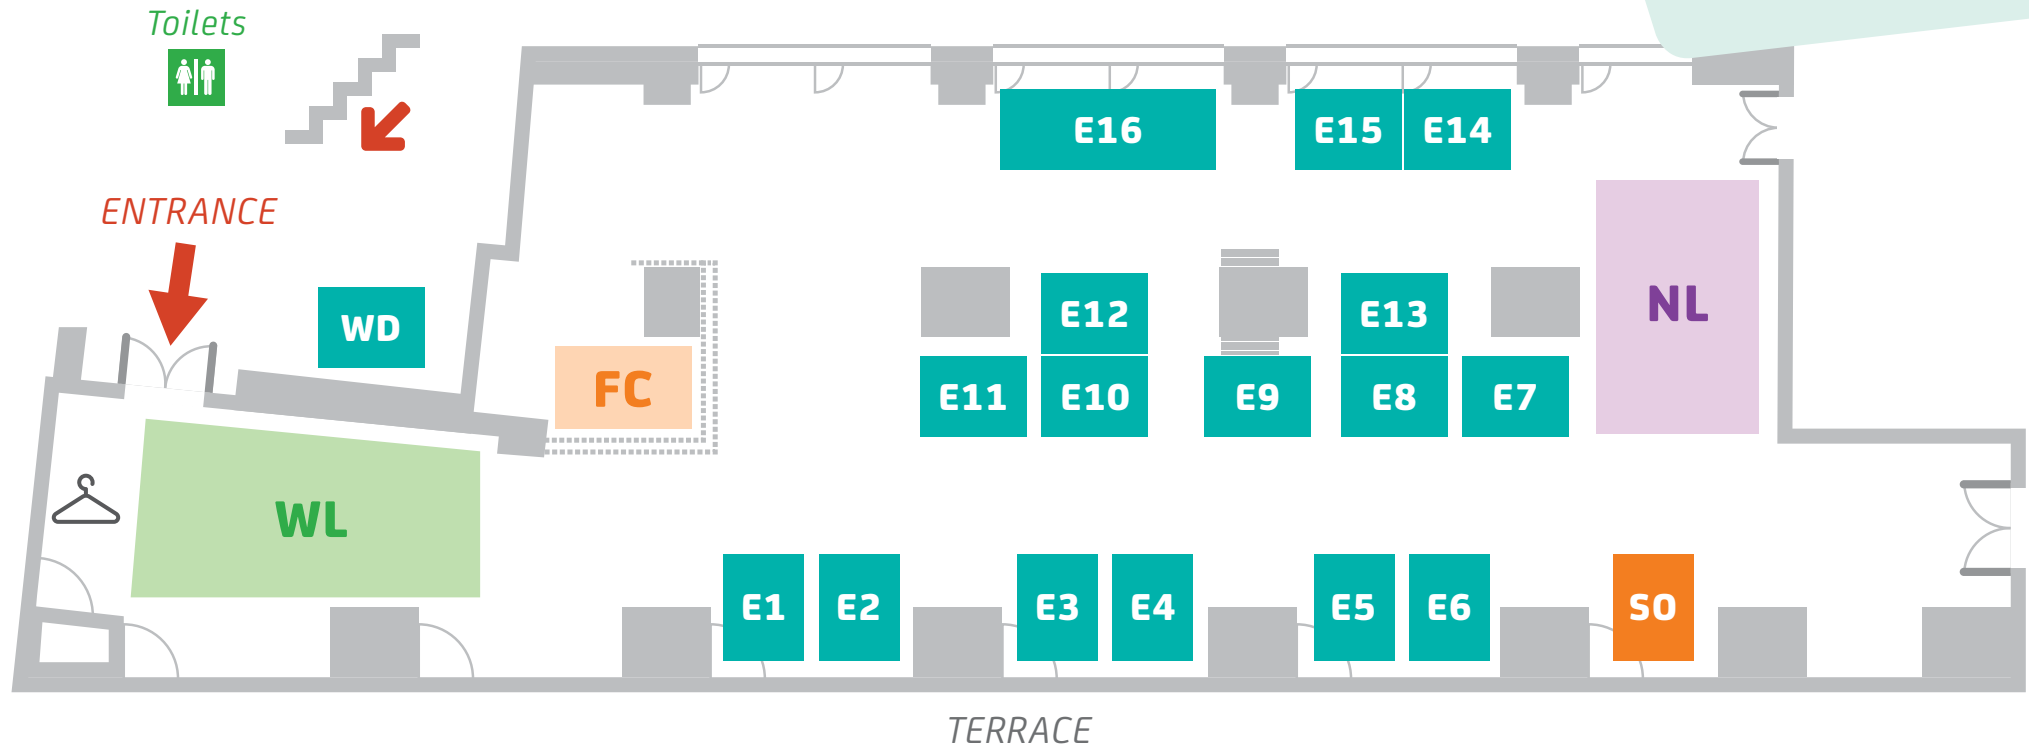 Toilets
ENTRANCE
WD
E16
E15
E14
NL
E12
E13
FC
E11
E10
E9
E8
E7
WL
E1
E2
E3
E4
E5
E6
SO
TERRACE